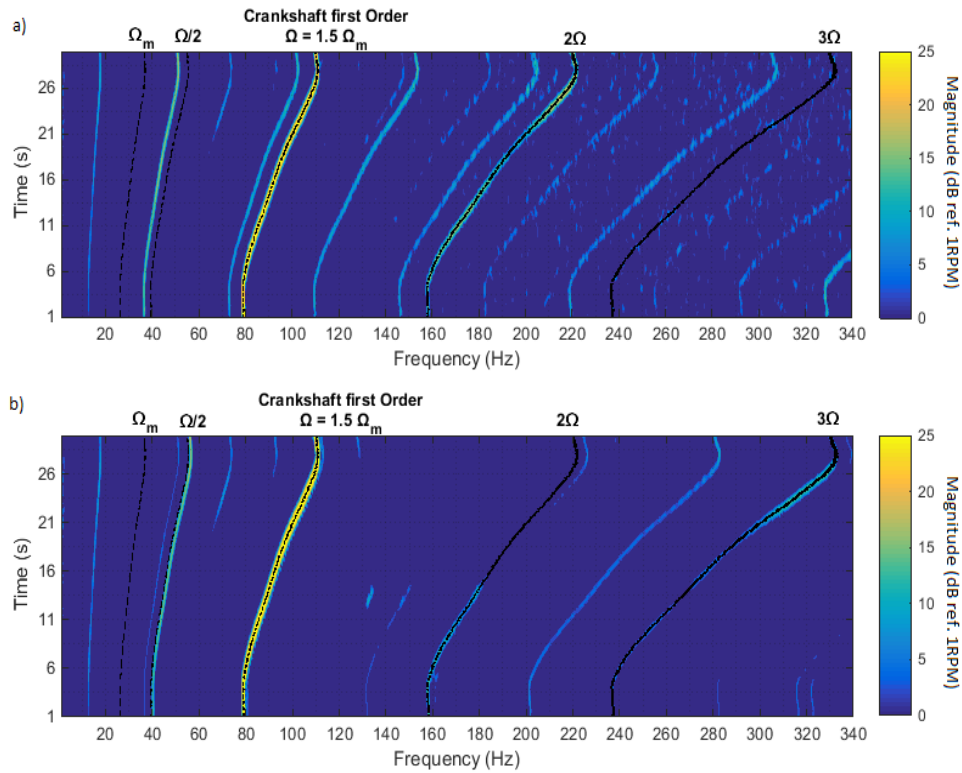 a)
Crankshaft first Order
Ωm Ω/2 Ω = 1.5 Ωm 2Ω 3Ω
26
21
16
11
6
1
Time (s)
20 40 60 80 100 120 140 160 180 200 220 240 260 280 300 320 340
Frequency (Hz)
25
20
15
10
5
0
Magnitude (dB ref. 1RPM)
b)
Crankshaft first Order
Ωm Ω/2 Ω = 1.5 Ωm 2Ω 3Ω
26
21
16
11
6
1
Time (s)
20 40 60 80 100 120 140 160 180 200 220 240 260 280 300 320 340
Frequency (Hz)
25
20
15
10
5
0
Magnitude (dB ref. 1RPM)